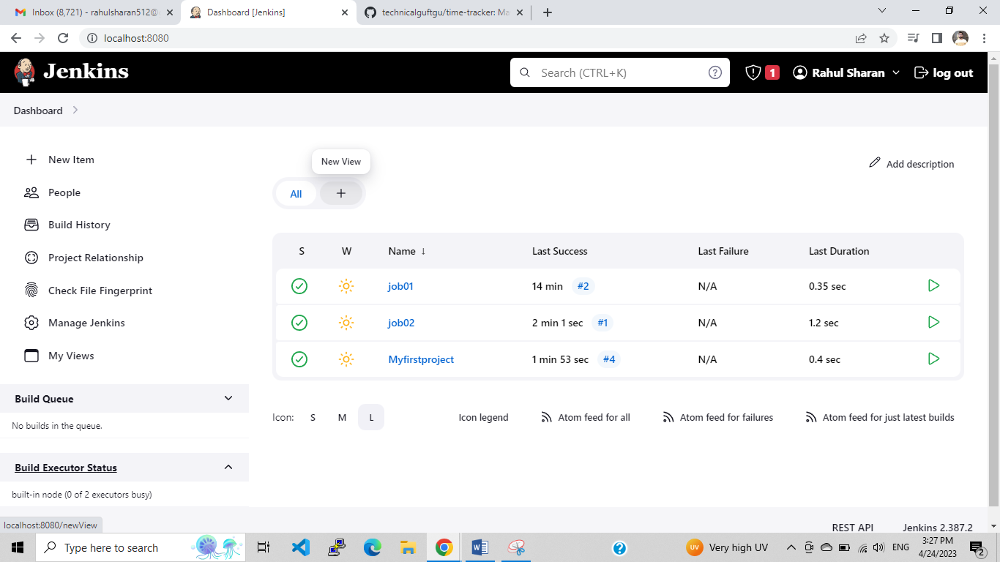 Inbox (8,721) - rahulsharan512@
Dashboard [Jenkins]
technicalguftgu/time-tracker: Ma
localhost:8080
Jenkins
Search (CTRL+K)
1
Rahul Sharan
log out
Dashboard
New Item
People
Build History
Project Relationship
Check File Fingerprint
Manage Jenkins
My Views
Build Queue
No builds in the queue.
Build Executor Status
built-in node (0 of 2 executors busy)
New View
Add description
All +
S W Name ↓ Last Success Last Failure Last Duration
job01 14 min #2 N/A 0.35 sec
job02 2 min 1 sec #1 N/A 1.2 sec
Myfirstproject 1 min 53 sec #4 N/A 0.4 sec
Icon: S M L Icon legend Atom feed for all Atom feed for failures Atom feed for just latest builds
REST API Jenkins 2.387.2
localhost:8080/newView
Type here to search
UV Very high UV
ENG
3:27 PM
4/24/2023
2